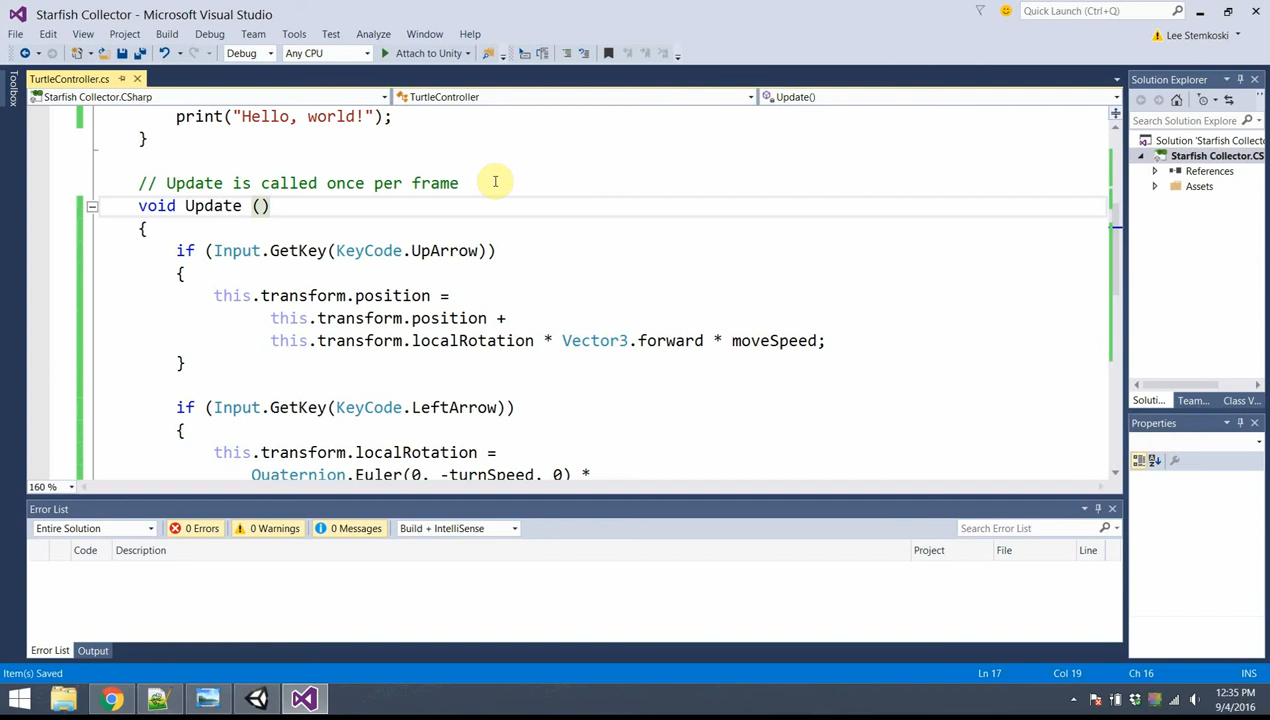 Starfish Collector - Microsoft Visual Studio
Quick Launch (Ctrl+Q)
File Edit View Project Build Debug Team Tools Test Analyze Window Help
Lee Stemkoski
Debug Any CPU Attach to Unity
Toolbox
TurtleController.cs
Starfish Collector.CSharp TurtleController Update()
print("Hello, world!");
}
// Update is called once per frame
void Update ()
{
if (Input.GetKey(KeyCode.UpArrow))
{
this.transform.position =
this.transform.position +
this.transform.localRotation * Vector3.forward * moveSpeed;
}
if (Input.GetKey(KeyCode.LeftArrow))
{
this.transform.localRotation =
Quaternion.Euler(0, -turnSpeed, 0) *
160 %
Solution Explorer
Search Solution Explore
Solution 'Starfish Collect
Starfish Collector.CS
References
Assets
Soluti... Team... Class V...
Properties
Error List
Entire Solution 0 Errors 0 Warnings 0 Messages Build + IntelliSense Search Error List
Code Description Project File Line
Error List Output
Item(s) Saved Ln 17 Col 19 Ch 16 INS
12:35 PM
9/4/2016